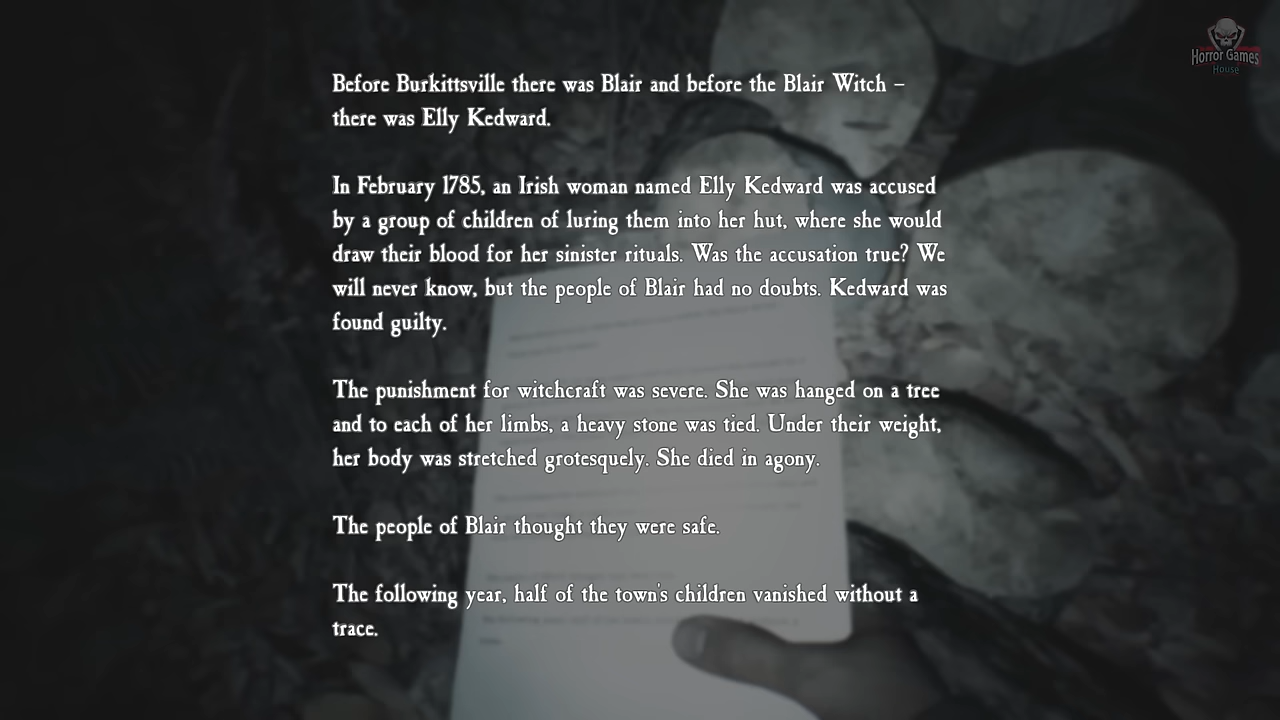 Horror Games
House
Before Burkittsville there was Blair and before the Blair Witch –
there was Elly Kedward.
In February 1785, an Irish woman named Elly Kedward was accused
by a group of children of luring them into her hut, where she would
draw their blood for her sinister rituals. Was the accusation true? We
will never know, but the people of Blair had no doubts. Kedward was
found guilty.
The punishment for witchcraft was severe. She was hanged on a tree
and to each of her limbs, a heavy stone was tied. Under their weight,
her body was stretched grotesquely. She died in agony.
The people of Blair thought they were safe.
The following year, half of the town's children vanished without a
trace.